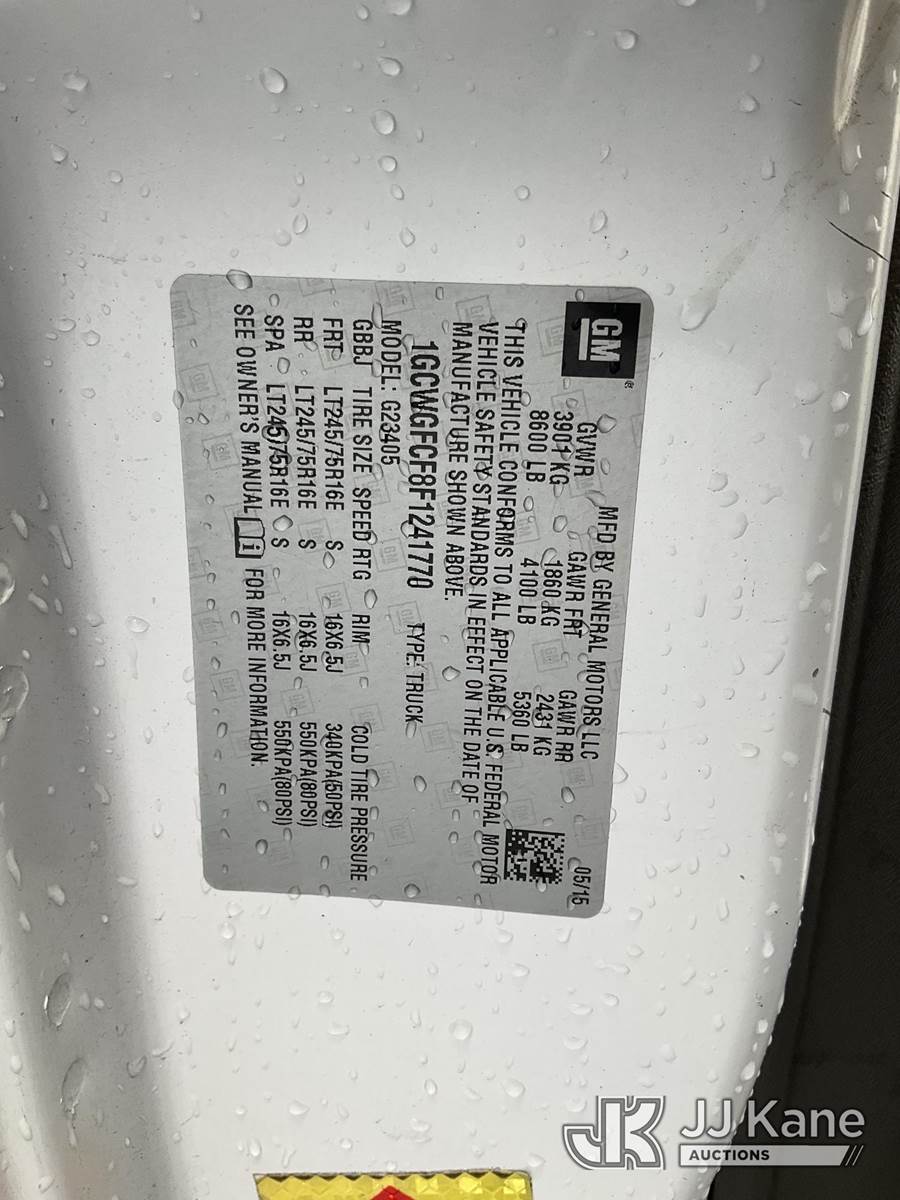 GM
MFD BY GENERAL MOTORS LLC 05/15
GVWR GAWR FRT GAWR RR
3901 KG 1860 KG 2431 KG
8600 LB 4100 LB 5360 LB
THIS VEHICLE CONFORMS TO ALL APPLICABLE U.S. FEDERAL MOTOR
VEHICLE SAFETY STANDARDS IN EFFECT ON THE DATE OF
MANUFACTURE SHOWN ABOVE.
1GCWGFCF8F1241770 TYPE: TRUCK
MODEL: G23405
GBBJ TIRE SIZE SPEED RTG RIM COLD TIRE PRESSURE
FRT LT245/75R16E S 16X6.5J 340KPA(50PSI)
RR LT245/75R16E S 16X6.5J 550KPA(80PSI)
SPA LT245/75R16E S 16X6.5J 550KPA(80PSI)
SEE OWNER'S MANUAL FOR MORE INFORMATION.
JK JJ Kane
AUCTIONS